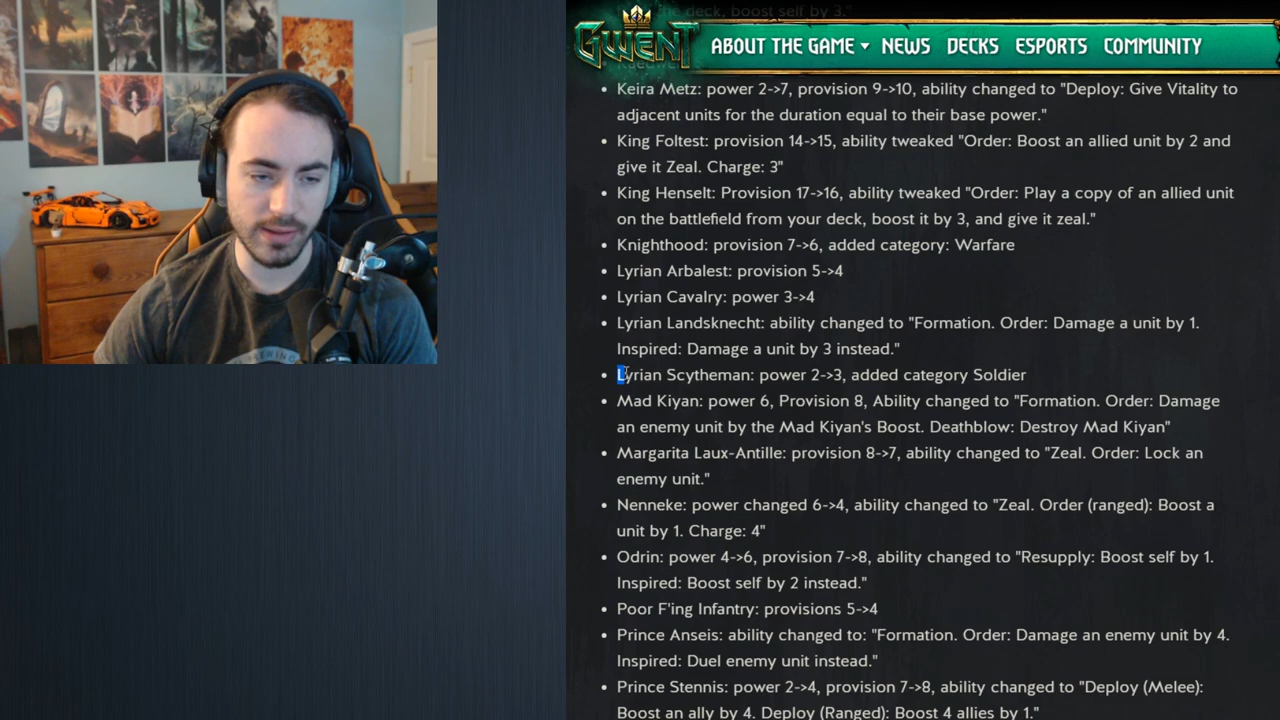 the deck, boost self by 3."
GWENT
ABOUT THE GAME NEWS DECKS ESPORTS COMMUNITY
Keira Metz: power 2->7, provision 9->10, ability changed to "Deploy: Give Vitality to
adjacent units for the duration equal to their base power."
King Foltest: provision 14->15, ability tweaked "Order: Boost an allied unit by 2 and
give it Zeal. Charge: 3"
King Henselt: Provision 17->16, ability tweaked "Order: Play a copy of an allied unit
on the battlefield from your deck, boost it by 3, and give it zeal."
Knighthood: provision 7->6, added category: Warfare
Lyrian Arbalest: provision 5->4
Lyrian Cavalry: power 3->4
Lyrian Landsknecht: ability changed to "Formation. Order: Damage a unit by 1.
Inspired: Damage a unit by 3 instead."
Lyrian Scytheman: power 2->3, added category Soldier
Mad Kiyan: power 6, Provision 8, Ability changed to "Formation. Order: Damage
an enemy unit by the Mad Kiyan's Boost. Deathblow: Destroy Mad Kiyan"
Margarita Laux-Antille: provision 8->7, ability changed to "Zeal. Order: Lock an
enemy unit."
Nenneke: power changed 6->4, ability changed to "Zeal. Order (ranged): Boost a
unit by 1. Charge: 4"
Odrin: power 4->6, provision 7->8, ability changed to "Resupply: Boost self by 1.
Inspired: Boost self by 2 instead."
Poor F'ing Infantry: provisions 5->4
Prince Anseis: ability changed to: "Formation. Order: Damage an enemy unit by 4.
Inspired: Duel enemy unit instead."
Prince Stennis: power 2->4, provision 7->8, ability changed to "Deploy (Melee):
Boost an ally by 4. Deploy (Ranged): Boost 4 allies by 1."